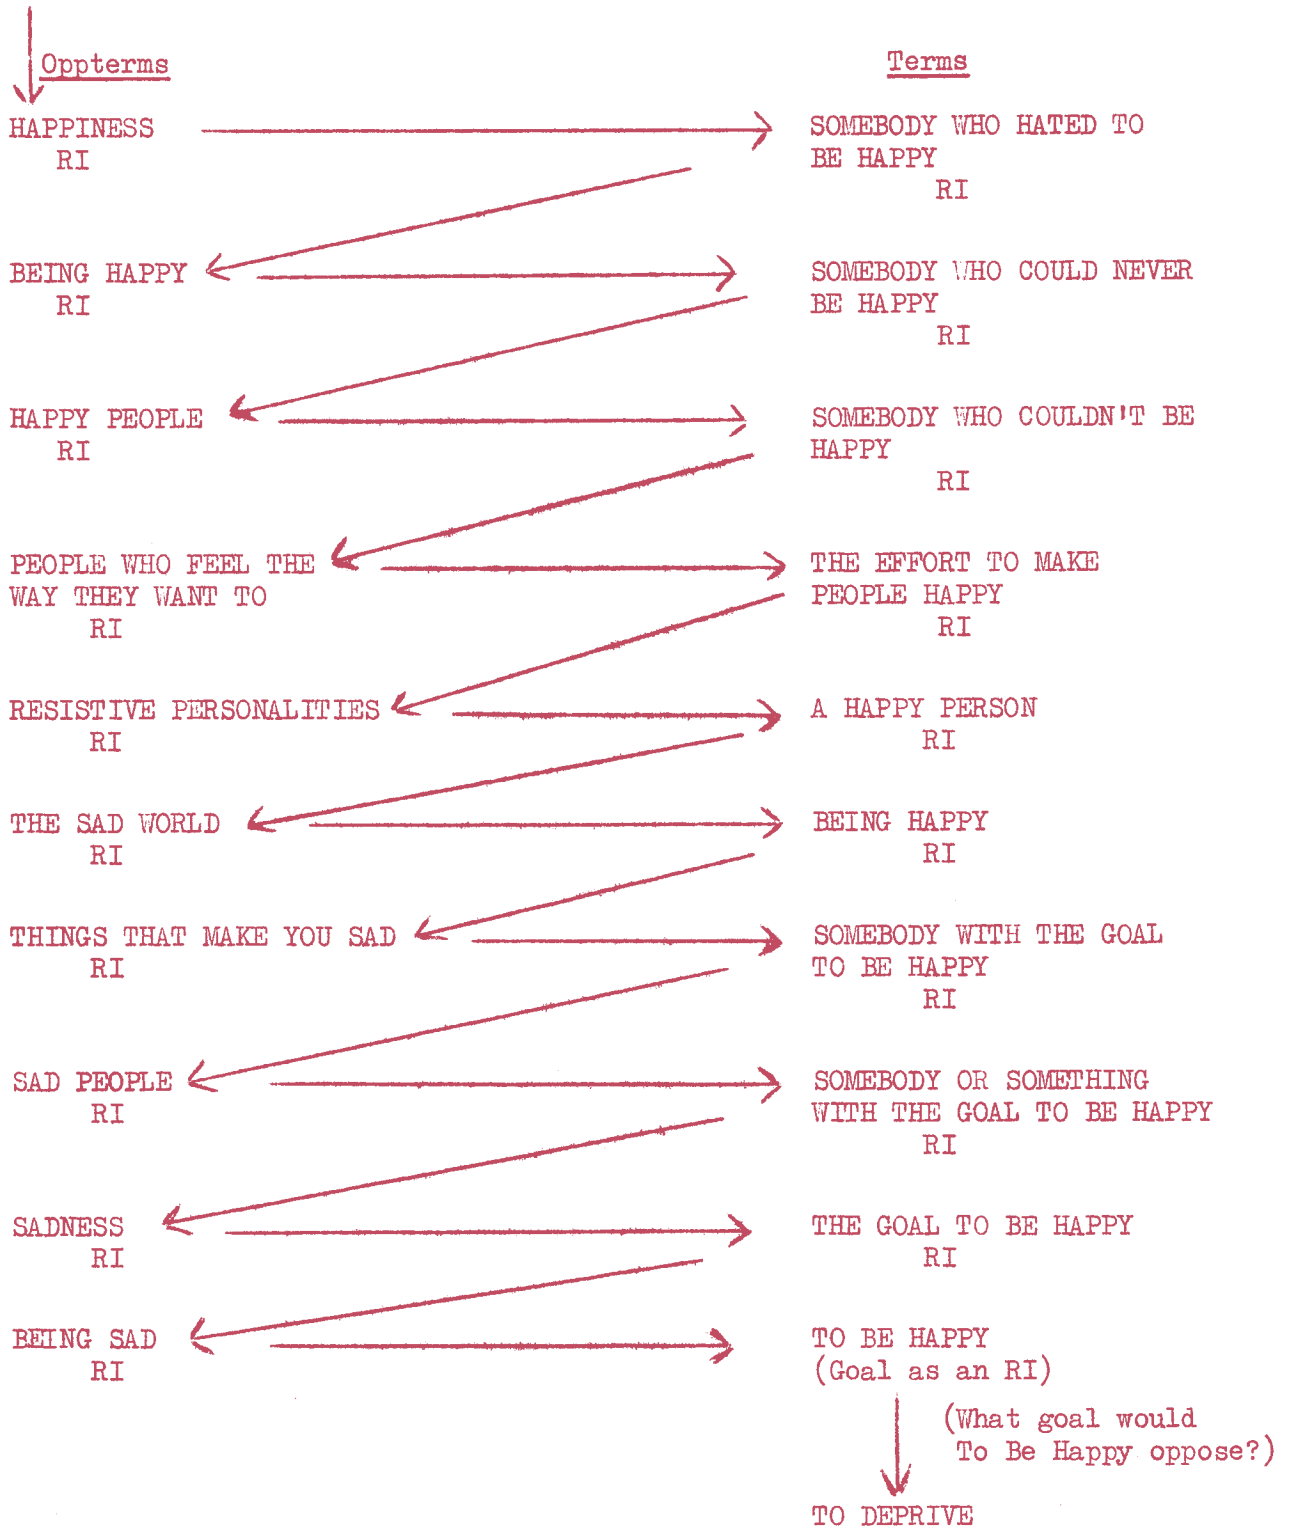 Oppterms
Terms
HAPPINESS
RI
SOMEBODY WHO HATED TO
BE HAPPY
RI
BEING HAPPY
RI
SOMEBODY WHO COULD NEVER
BE HAPPY
RI
HAPPY PEOPLE
RI
SOMEBODY WHO COULDN'T BE
HAPPY
RI
PEOPLE WHO FEEL THE
WAY THEY WANT TO
RI
THE EFFORT TO MAKE
PEOPLE HAPPY
RI
RESISTIVE PERSONALITIES
RI
A HAPPY PERSON
RI
THE SAD WORLD
RI
BEING HAPPY
RI
THINGS THAT MAKE YOU SAD
RI
SOMEBODY WITH THE GOAL
TO BE HAPPY
RI
SAD PEOPLE
RI
SOMEBODY OR SOMETHING
WITH THE GOAL TO BE HAPPY
RI
SADNESS
RI
THE GOAL TO BE HAPPY
RI
BEING SAD
RI
TO BE HAPPY
(Goal as an RI)
(What goal would
To Be Happy oppose?)
TO DEPRIVE